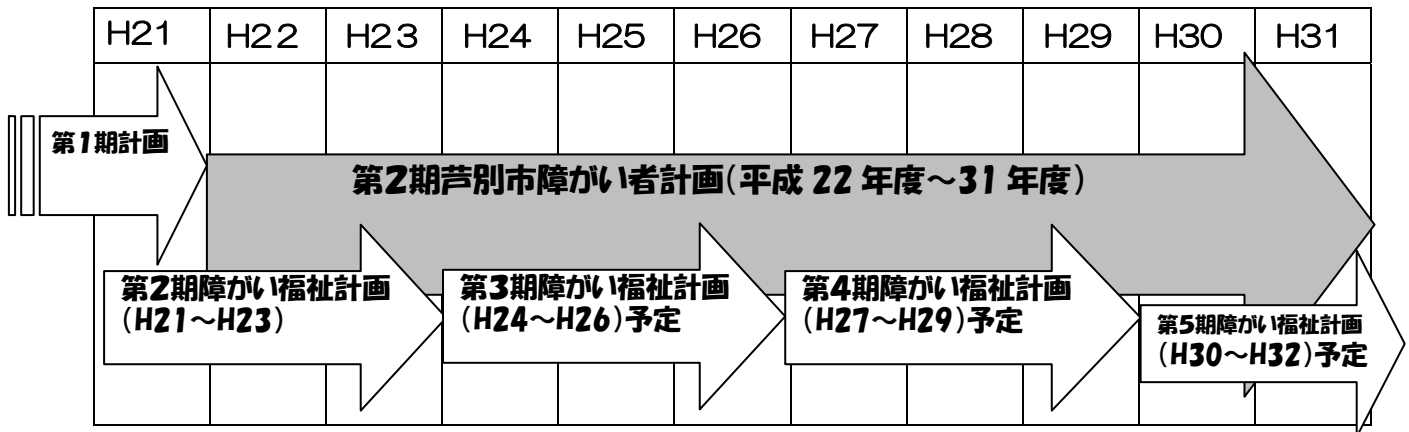 H21 H22 H23 H24 H25 H26 H27 H28 H29 H30 H31
第1期計画
第2期芦別市障がい者計画(平成 22 年度～31 年度)
第2期障がい福祉計画
(H21～H23)
第3期障がい福祉計画
(H24～H26)予定
第4期障がい福祉計画
(H27～H29)予定
第5期障がい福祉計画
(H30～H32)予定